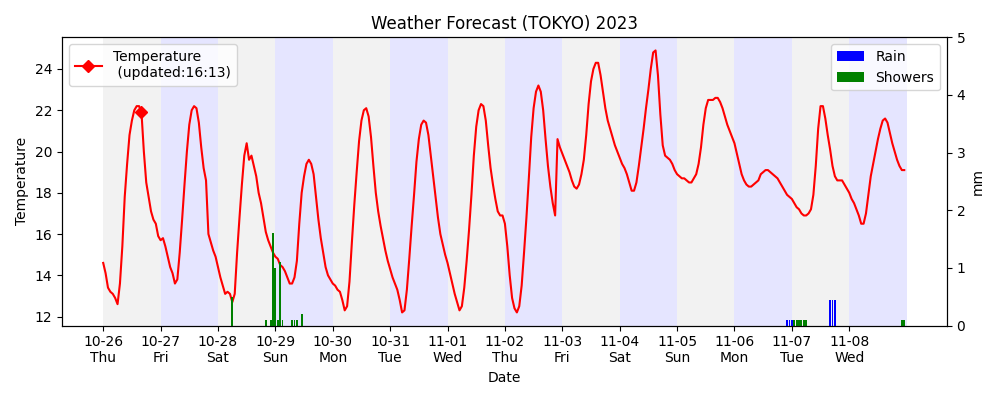 Weather Forecast (TOKYO) 2023
Temperature
(updated:16:13)
Rain
Showers
Temperature
24
22
20
18
16
14
12
5
4
3
2
1
0
mm
10-26 10-27 10-28 10-29 10-30 10-31 11-01 11-02 11-03 11-04 11-05 11-06 11-07 11-08
Thu Fri Sat Sun Mon Tue Wed Thu Fri Sat Sun Mon Tue Wed
Date